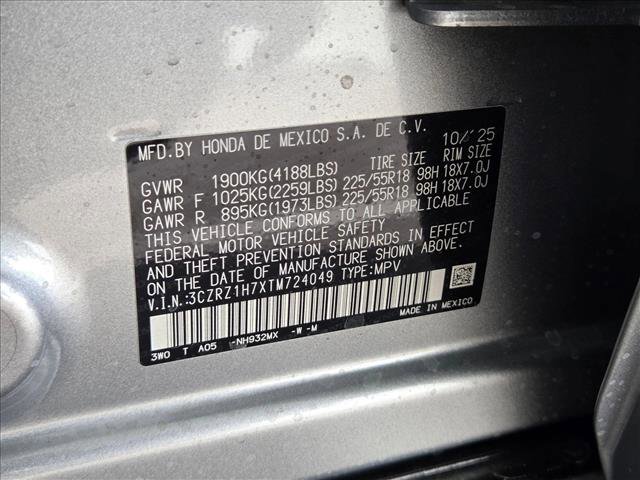 MFD.BY HONDA DE MEXICO S.A. DE C.V. 10/25
GVWR 1900KG(4188LBS) TIRE SIZE RIM SIZE
GAWR F 1025KG(2259LBS) 225/55R18 98H 18X7.0J
GAWR R 895KG(1973LBS) 225/55R18 98H 18X7.0J
THIS VEHICLE CONFORMS TO ALL APPLICABLE
FEDERAL MOTOR VEHICLE SAFETY
AND THEFT PREVENTION STANDARDS IN EFFECT
ON THE DATE OF MANUFACTURE SHOWN ABOVE.
V.I.N.:3CZRZ1H7XTM724049 TYPE:MPV
MADE IN MEXICO
3W0 T A05 -NH932MX -W-M